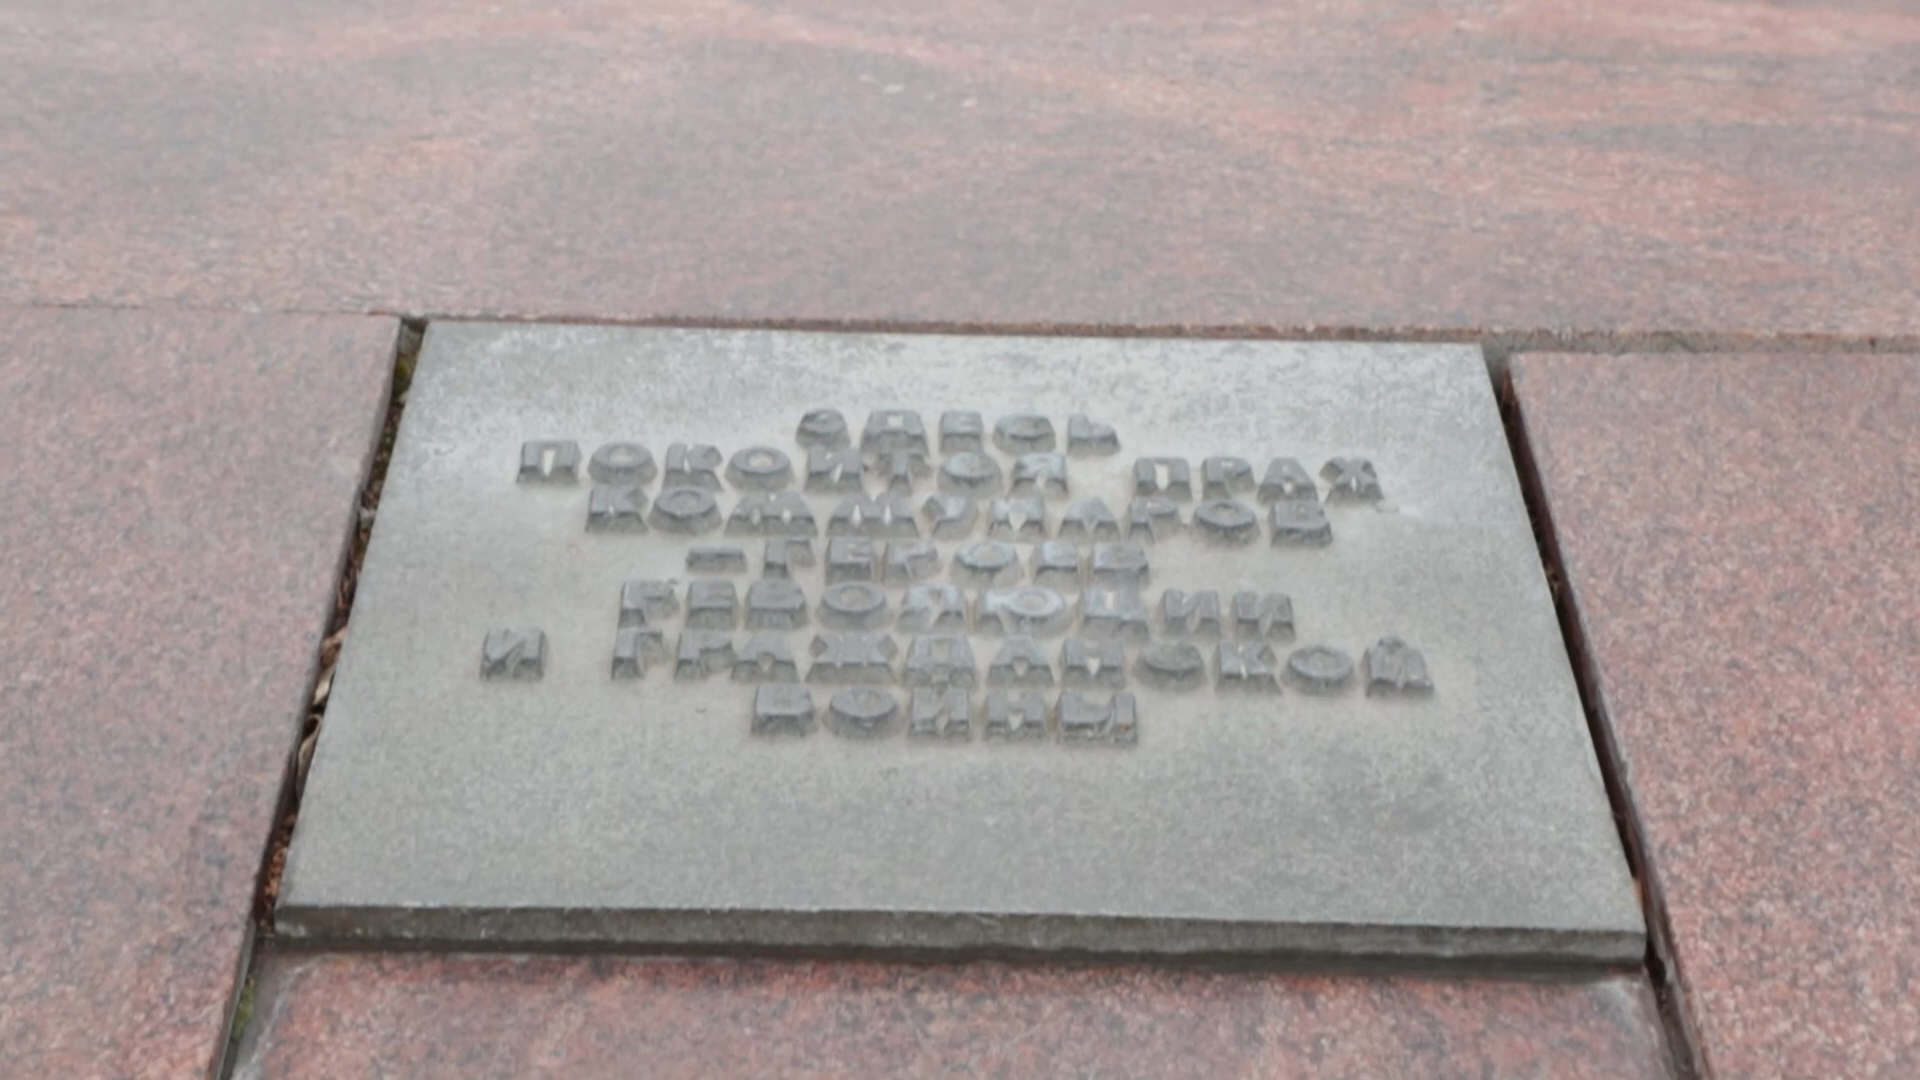 ЗДЕСЬ
ПОКОИТСЯ ПРАХ
КОММУНАРОВ
–ГЕРОЕВ
РЕВОЛЮЦИИ
И ГРАЖДАНСКОЙ
ВОЙНЫ